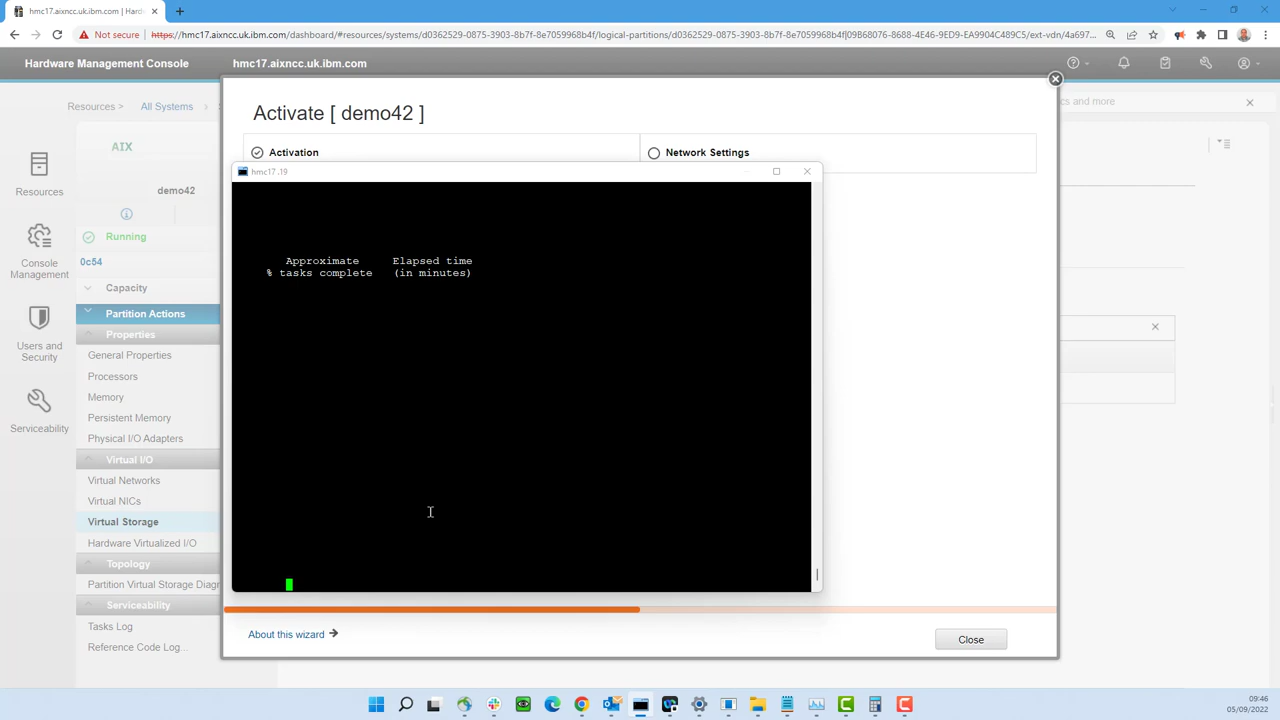 hmc17.aixncc.uk.ibm.com | Hard
Not secure | https://hmc17.aixncc.uk.ibm.com/dashboard/#resources/systems/d0362529-0875-3903-8b7f-8e7f5958b64f/logical-partitions/d0362529-0875-3903-8b7f-8e7f5958b64f|09B68076-8688-4E46-9ED9-EA9904C489C5/ext-vdn/4a697...
Hardware Management Console
hmc17.aixncc.uk.ibm.com
Resources >
All Systems
cs and more
Activate [ demo42 ]
Activation
Network Settings
AIX
demo42
Running
0c54
Capacity
Partition Actions
Properties
General Properties
Processors
Memory
Persistent Memory
Physical I/O Adapters
Virtual I/O
Virtual Networks
Virtual NICs
Virtual Storage
Hardware Virtualized I/O
Topology
Partition Virtual Storage Diagr
Serviceability
Tasks Log
Reference Code Log...
Resources
Console
Management
Users and
Security
Serviceability
hmc17 .19
Approximate Elapsed time
% tasks complete (in minutes)
About this wizard
Close
09:46
05/09/2022